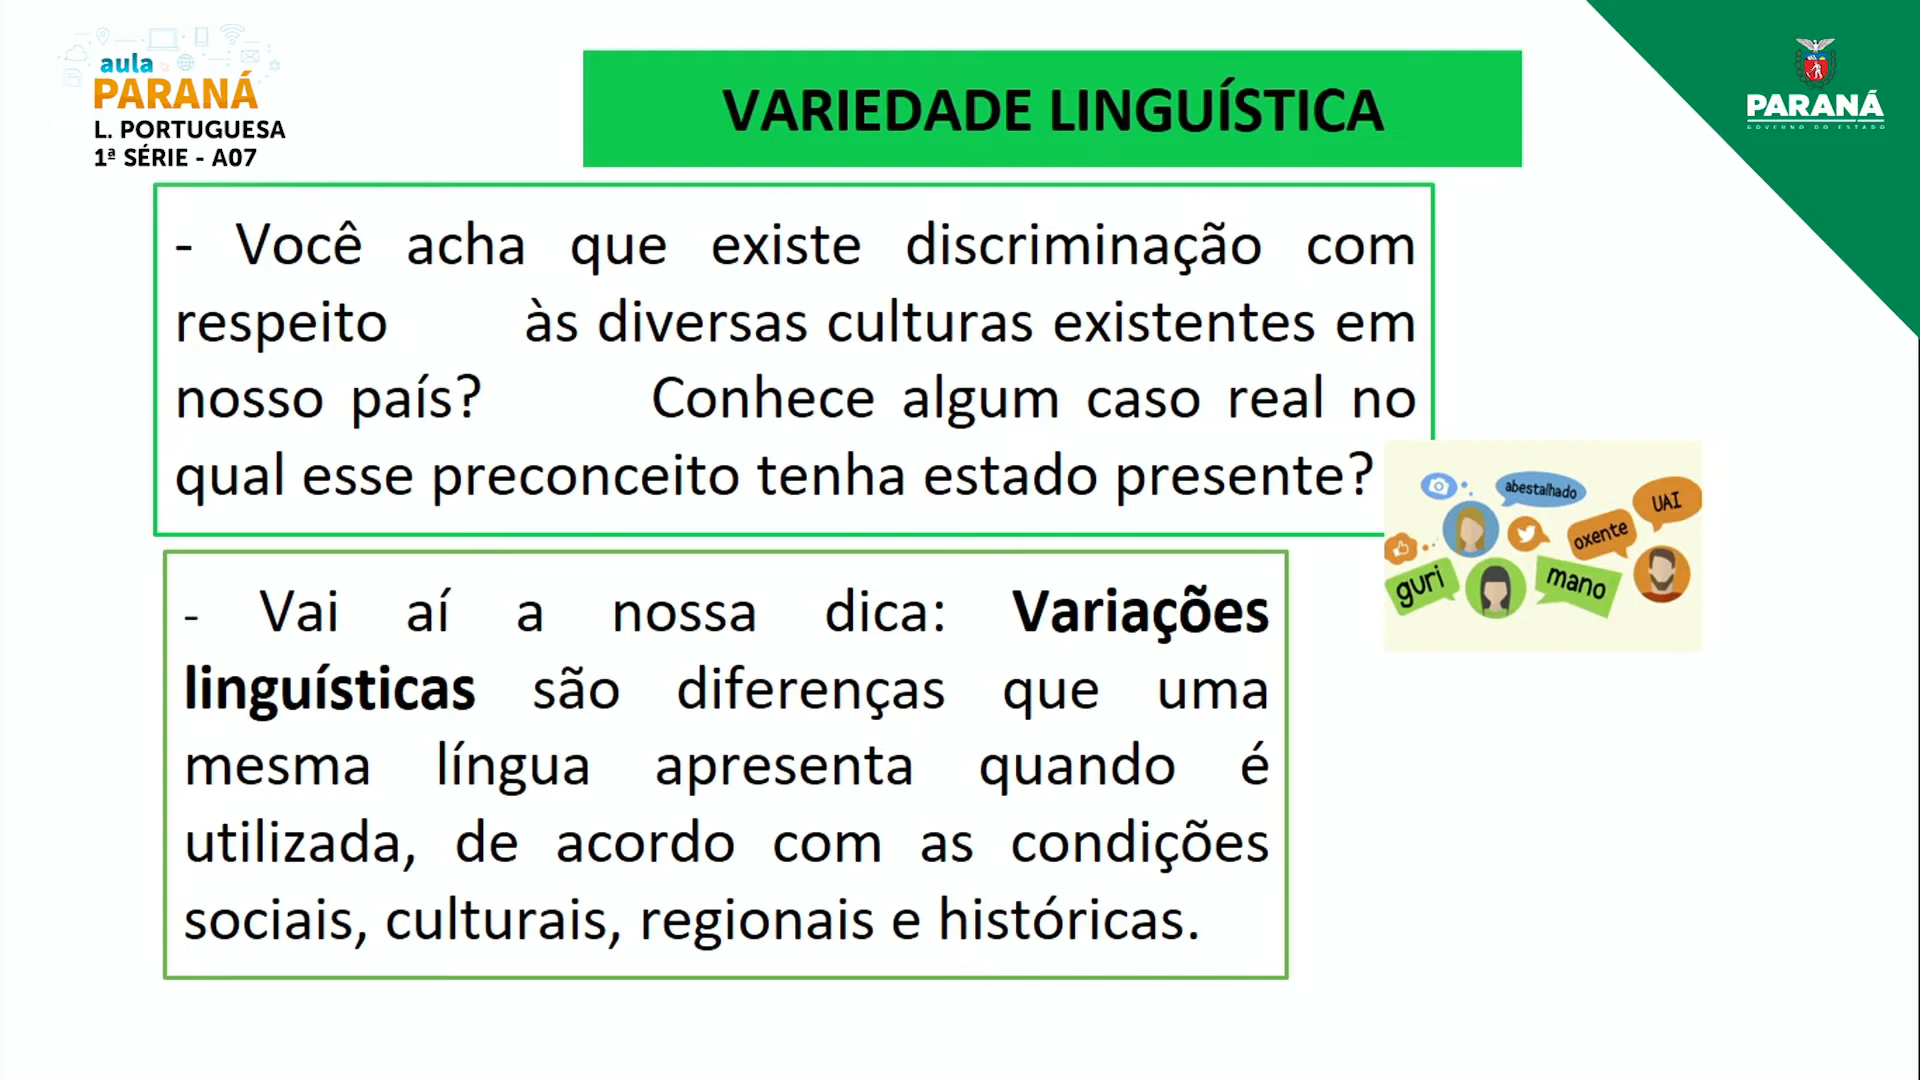 aula
PARANÁ
L. PORTUGUESA
1ª SÉRIE - A07
VARIEDADE LINGUÍSTICA
PARANÁ
GOVERNO DO ESTADO
- Você acha que existe discriminação com
respeito às diversas culturas existentes em
nosso país? Conhece algum caso real no
qual esse preconceito tenha estado presente?
abestalhado
UAI
oxente
guri
mano
- Vai aí a nossa dica: Variações
linguísticas são diferenças que uma
mesma língua apresenta quando é
utilizada, de acordo com as condições
sociais, culturais, regionais e históricas.